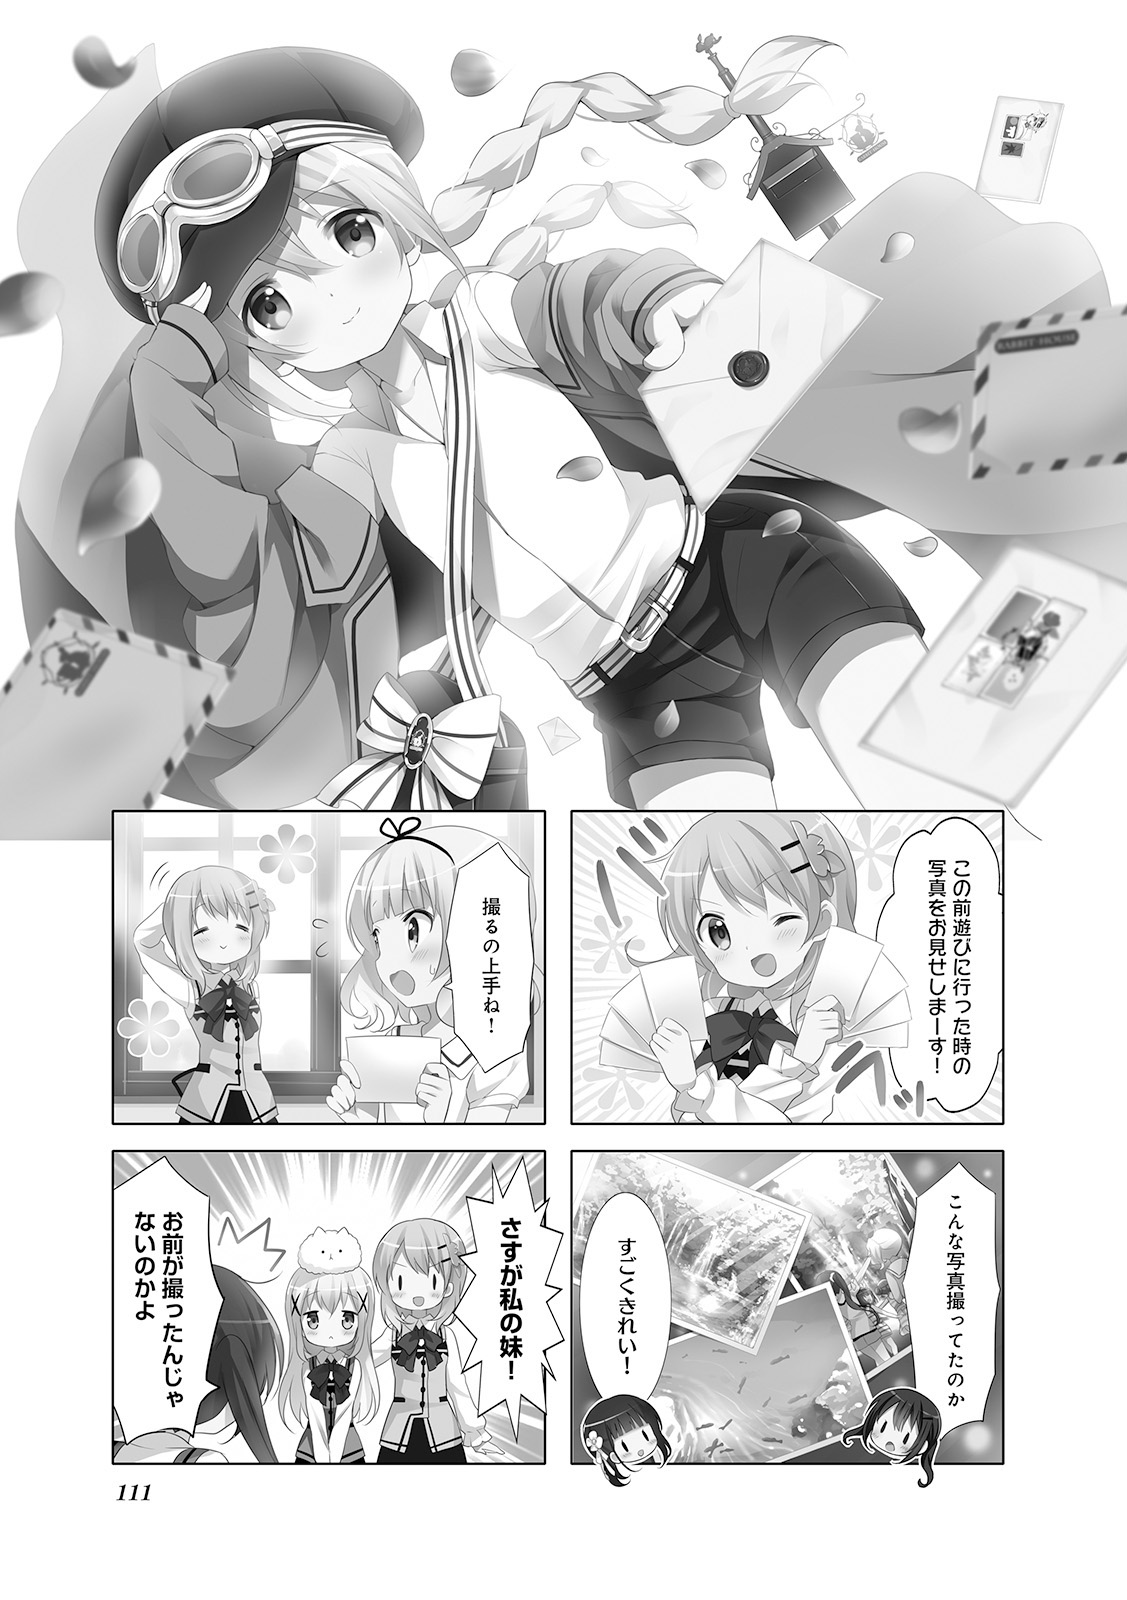 RABBIT HOUSE
この前遊びに行った時の
写真をお見せしまーす！
こんな写真撮ってたのか
すごくきれい！
撮るの上手ね！
さすが私の妹！
お前が撮ったんじゃ
ないのかよ
111